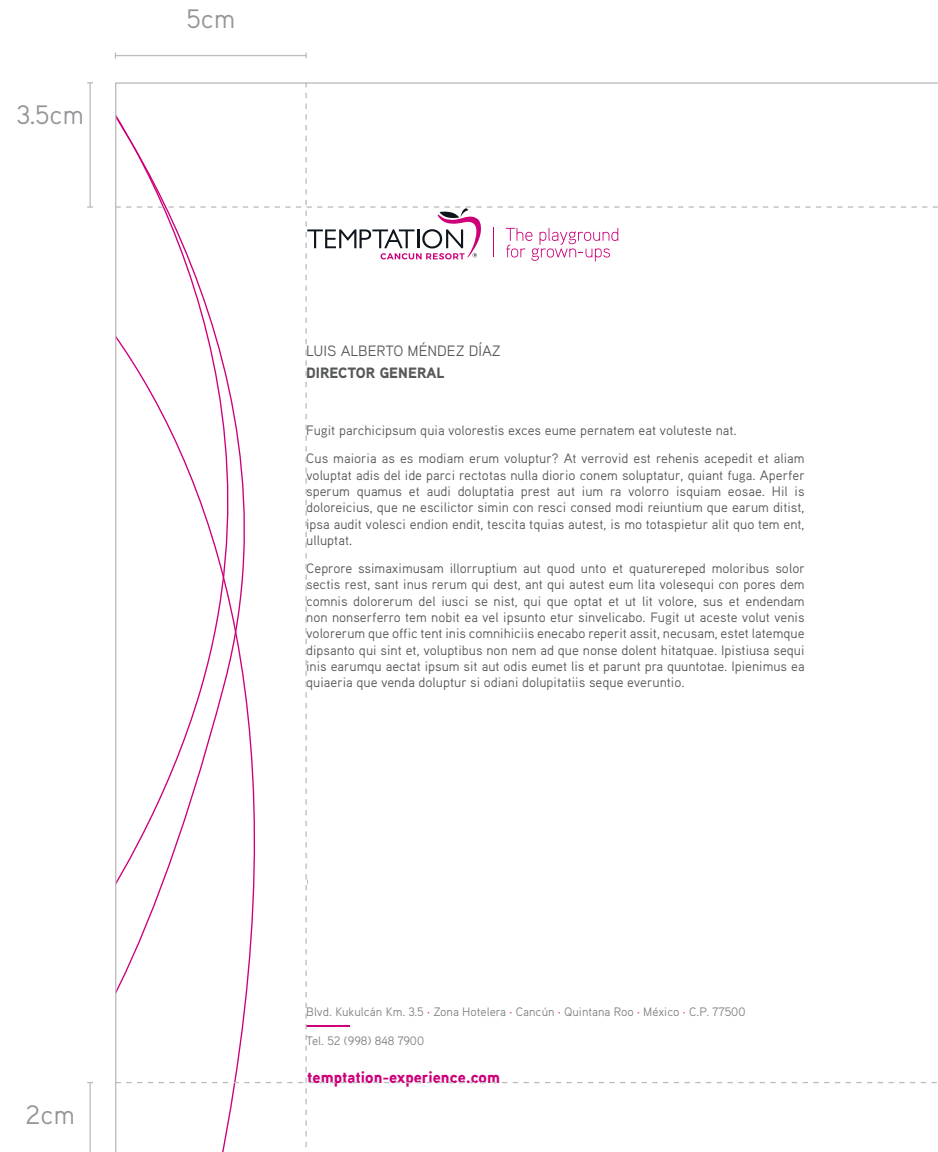 5cm
3.5cm
TEMPTATION
CANCUN RESORT ®
The playground
for grown-ups
LUIS ALBERTO MÉNDEZ DÍAZ
DIRECTOR GENERAL
Fugit parchicipsum quia volorestis exces eume pernatem eat voluteste nat.
Cus maioria as es modiam erum voluptur? At verrovid est rehenis acepedit et aliam
voluptat adis del ide parci rectotas nulla diorio conem soluptatur, quiant fuga. Aperfer
sperum quamus et audi doluptatia prest aut ium ra volorro isquiam eosae. Hil is
doloreicius, que ne escilictor simin con resci consed modi reiuntium que earum ditist,
ipsa audit volesci endion endit, tescita tquias autest, is mo totaspietur alit quo tem ent,
ulluptat.
Ceprore ssimaximusam illorruptium aut quod unto et quaturereped moloribus solor
sectis rest, sant inus rerum qui dest, ant qui autest eum lita volesequi con pores dem
comnis dolorerum del iusci se nist, qui que optat et ut lit volore, sus et endendam
non nonserferro tem nobit ea vel ipsunto etur sinvelicabo. Fugit ut aceste volut venis
volorerum que offic tent inis comnihiciis enecabo reperit assit, necusam, estet latemque
dipsanto qui sint et, voluptibus non nem ad que nonse dolent hitatquae. Ipistiusa sequi
inis earumqu aectat ipsum sit aut odis eumet lis et parunt pra quuntotae. Ipienimus ea
quiaeria que venda doluptur si odiani dolupitatiis seque everuntio.
Blvd. Kukulcán Km. 3.5 · Zona Hotelera · Cancún · Quintana Roo · México · C.P. 77500
Tel. 52 (998) 848 7900
temptation-experience.com
2cm